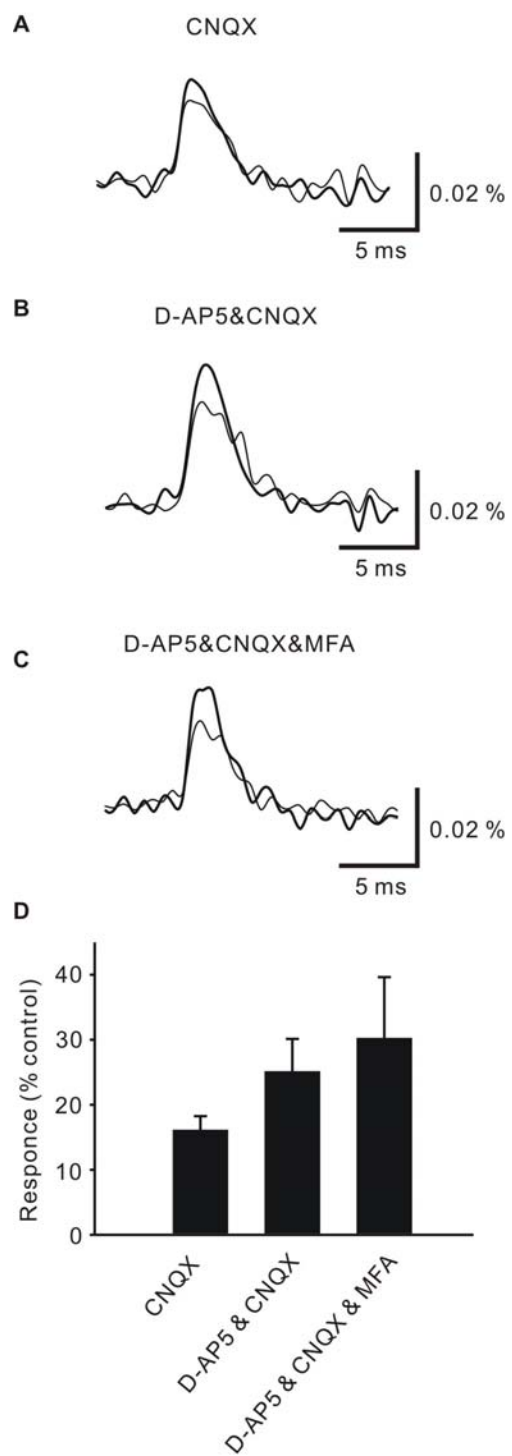 A
CNQX
0.02 %
5 ms
B
D-AP5&CNQX
0.02 %
5 ms
D-AP5&CNQX&MFA
C
0.02 %
5 ms
D
Responce (% control)
40
30
20
10
0
CNQX
D-AP5 & CNQX
D-AP5 & CNQX & MFA